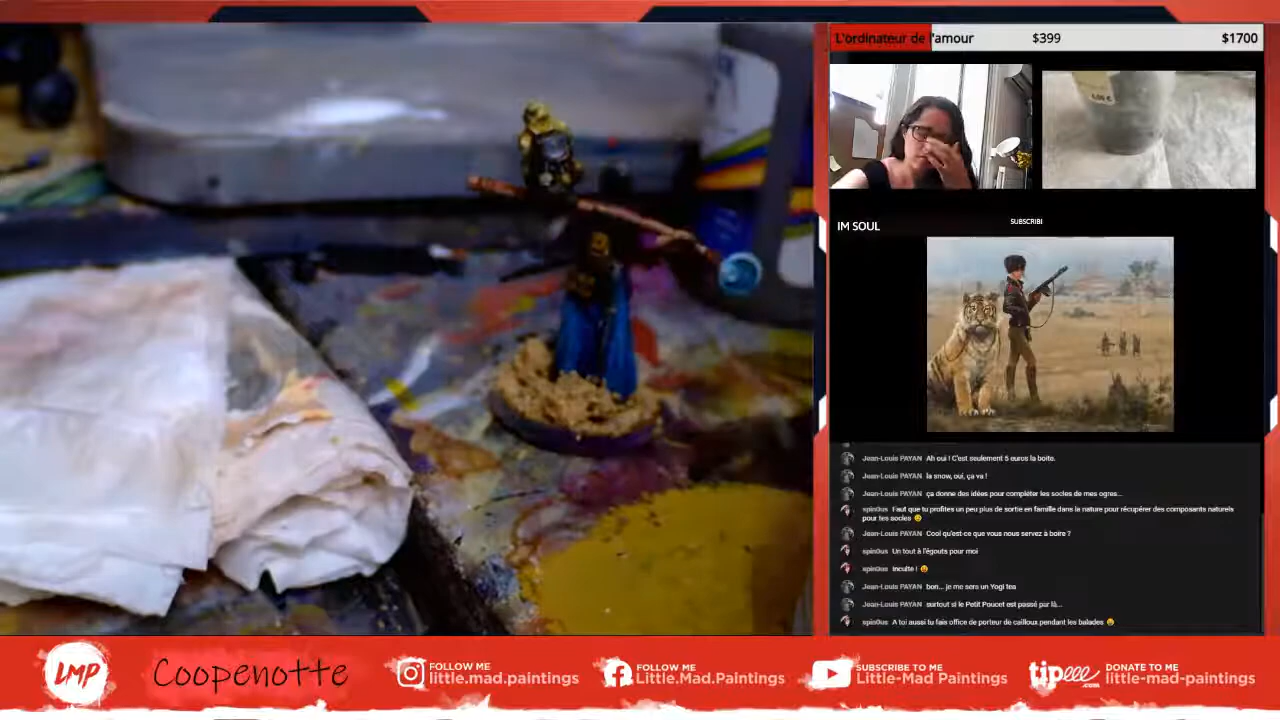 L'ordinateur de l'amour $399 $1700
6,00 €
IM SOUL
SUBSCRIBI
Jean-Louis PAYAN Ah oui ! C'est seulement 5 euros la boite.
Jean-Louis PAYAN la snow, oui, ça va !
Jean-Louis PAYAN ça donne des idées pour compléter les socles de mes ogres...
spin0us Faut que tu profites un peu plus de sortie en famille dans la nature pour récupérer des composants naturels
pour tes socles
Jean-Louis PAYAN Cool qu'est-ce que vous nous servez à boire ?
spin0us Un tout à l'égouts pour moi
spin0us Inculte !
Jean-Louis PAYAN bon... je me sers un Yogi tea
Jean-Louis PAYAN surtout si le Petit Poucet est passé par là...
spin0us A toi aussi tu fais office de porteur de cailloux pendant les balades
LMP
Coopenotte
FOLLOW ME
little.mad.paintings
FOLLOW ME
Little.Mad.Paintings
SUBSCRIBE TO ME
Little-Mad Paintings
tipeee.com
DONATE TO ME
little-mad-paintings